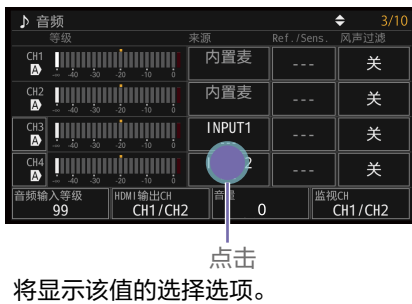 ♪ 音频 3/10
等级 来源 Ref./Sens. 风声过滤
CH1 内置麦 --- 关
A -∞ -40 -30 -20 -10 0
CH2 内置麦 --- 关
A -∞ -40 -30 -20 -10 0
CH3 INPUT1 --- 关
A -∞ -40 -30 -20 -10 0
CH4 2 --- 关
A -∞ -40 -30 -20 -10 0
音频输入等级 HDMI输出CH 音量 监视CH
99 CH1/CH2 0 CH1/CH2
点击
将显示该值的选择选项。